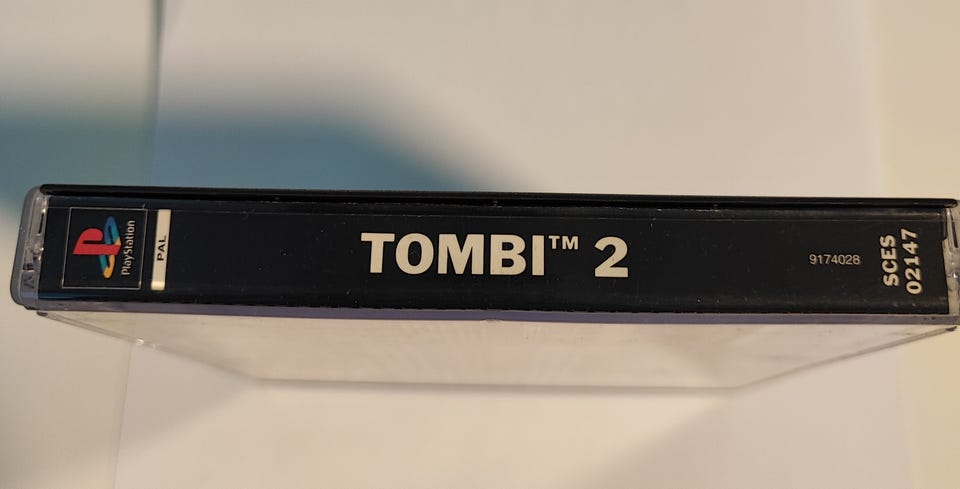 PlayStation
PAL
TOMBI™ 2
9174028
SCES
02147